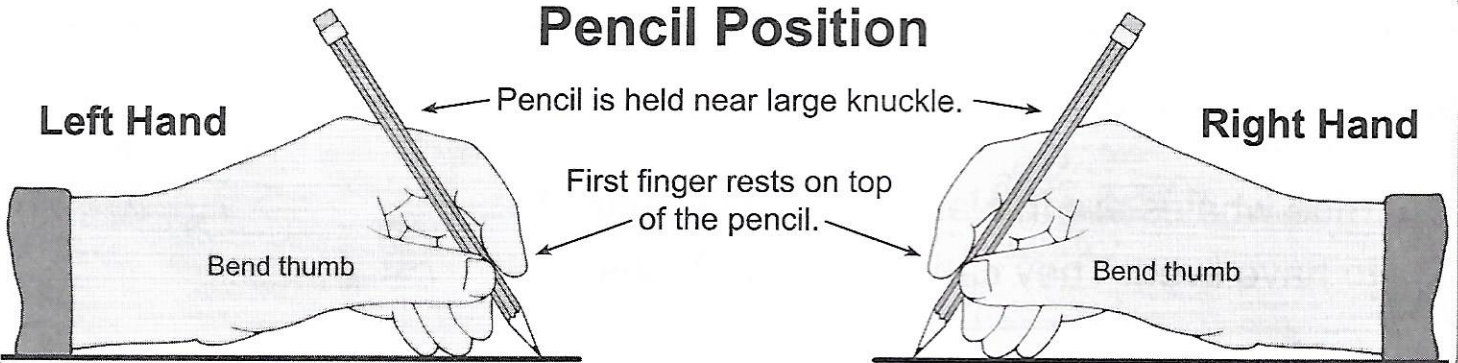 Pencil Position
Left Hand
Pencil is held near large knuckle.
Right Hand
First finger rests on top
of the pencil.
Bend thumb
Bend thumb